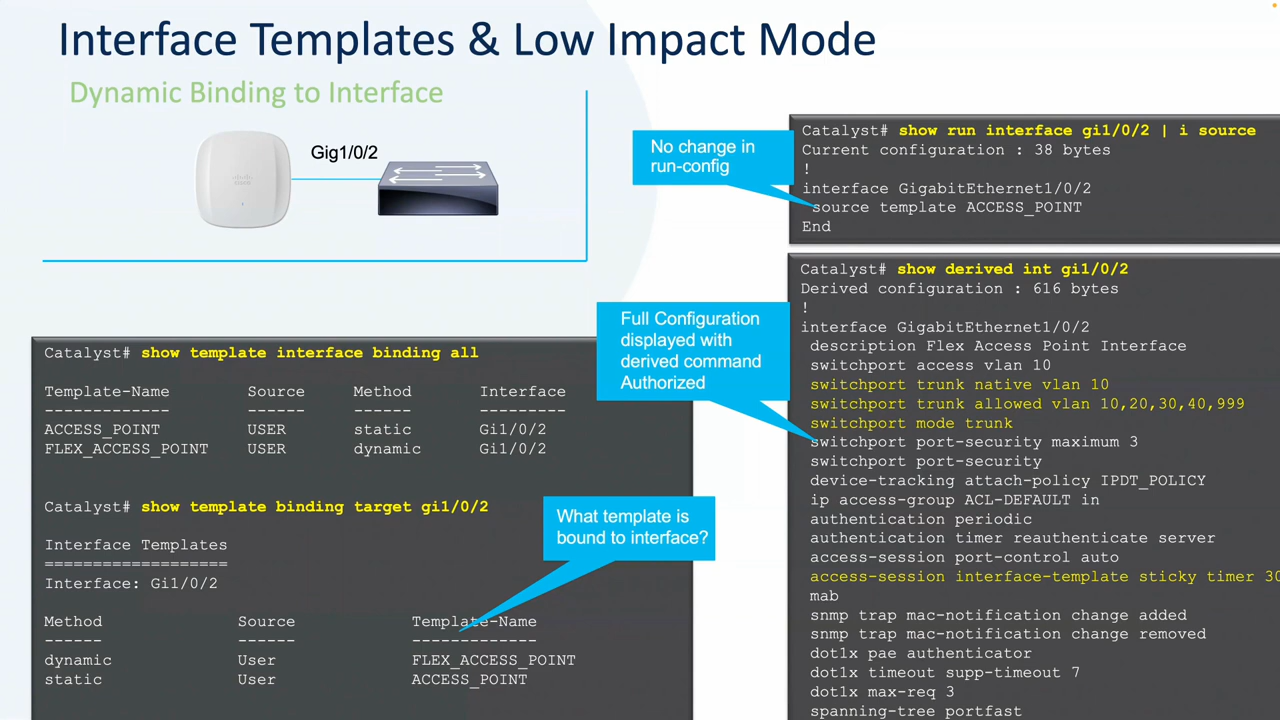 Interface Templates & Low Impact Mode
Dynamic Binding to Interface
Gig1/0/2
Catalyst# show template interface binding all
Template-Name Source Method Interface
------------- ------ ------ ---------
ACCESS_POINT USER static Gi1/0/2
FLEX_ACCESS_POINT USER dynamic Gi1/0/2
Catalyst# show template binding target gi1/0/2
Interface Templates
===================
Interface: Gi1/0/2
Method Source Template-Name
------ ------ -------------
dynamic User FLEX_ACCESS_POINT
static User ACCESS_POINT
What template is
bound to interface?
No change in
run-config
Catalyst# show run interface gi1/0/2 | i source
Current configuration : 38 bytes
!
interface GigabitEthernet1/0/2
source template ACCESS_POINT
End
Full Configuration
displayed with
derived command
Authorized
Catalyst# show derived int gi1/0/2
Derived configuration : 616 bytes
!
interface GigabitEthernet1/0/2
description Flex Access Point Interface
switchport access vlan 10
switchport trunk native vlan 10
switchport trunk allowed vlan 10,20,30,40,999
switchport mode trunk
switchport port-security maximum 3
switchport port-security
device-tracking attach-policy IPDT_POLICY
ip access-group ACL-DEFAULT in
authentication periodic
authentication timer reauthenticate server
access-session port-control auto
access-session interface-template sticky timer 30
mab
snmp trap mac-notification change added
snmp trap mac-notification change removed
dot1x pae authenticator
dot1x timeout supp-timeout 7
dot1x max-req 3
spanning-tree portfast